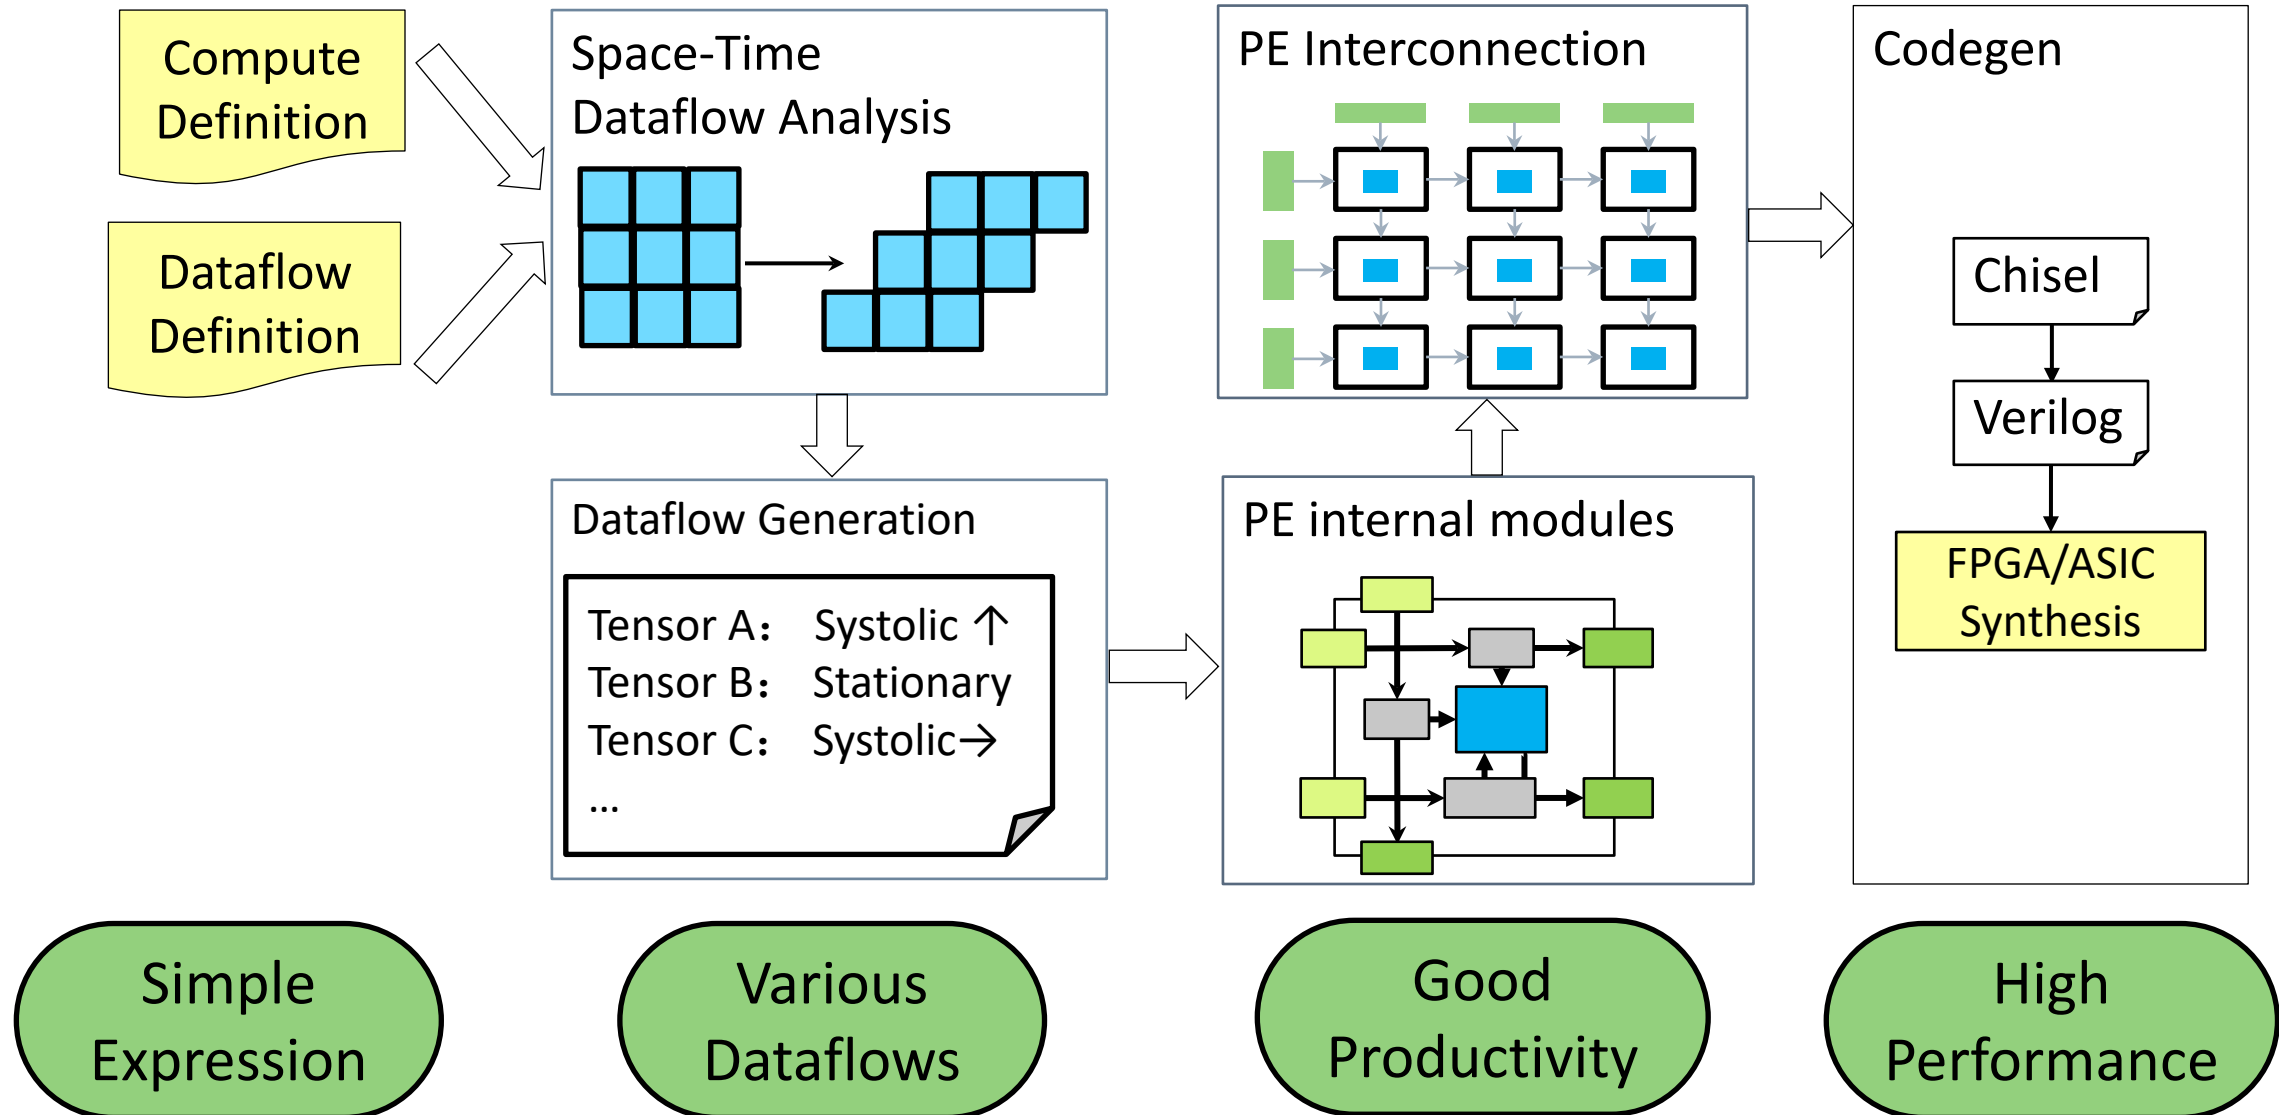 Compute
Definition
Dataflow
Definition
Space-Time
Dataflow Analysis
Dataflow Generation
Tensor A： Systolic ↑
Tensor B： Stationary
Tensor C： Systolic→
...
PE Interconnection
PE internal modules
Codegen
Chisel
Verilog
FPGA/ASIC
Synthesis
Simple
Expression
Various
Dataflows
Good
Productivity
High
Performance